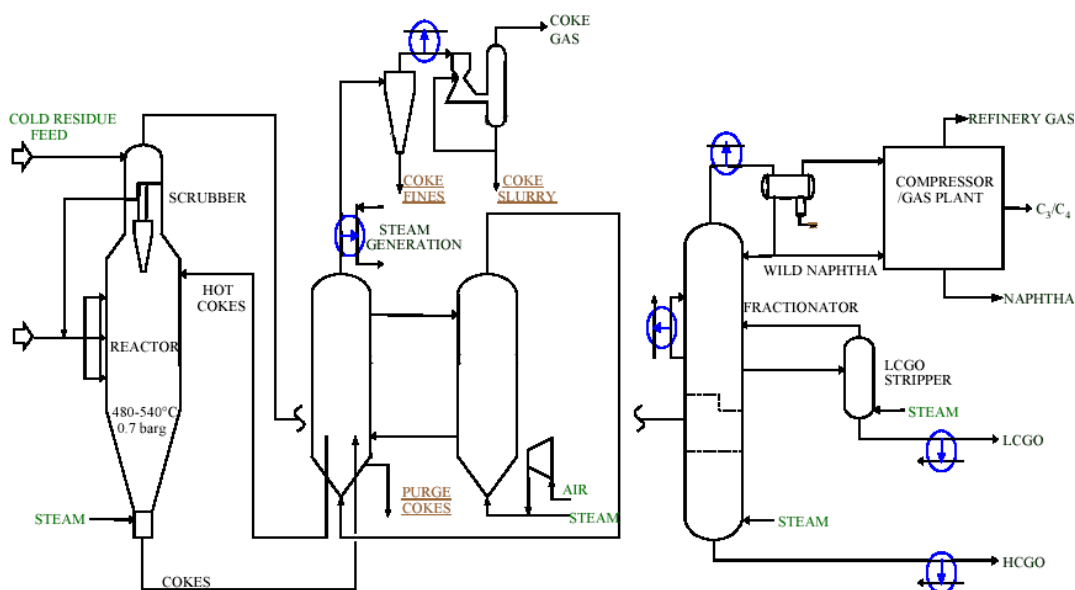 COKE
GAS
COLD RESIDUE
FEED
SCRUBBER
COKE
FINES
COKE
SLURRY
STEAM
GENERATION
HOT
COKES
REACTOR
480-540°C
0.7 barg
STEAM
COKES
PURGE
COKES
AIR
STEAM
REFINERY GAS
COMPRESSOR
/GAS PLANT
C3/C4
WILD NAPHTHA
NAPHTHA
FRACTIONATOR
LCGO
STRIPPER
STEAM
LCGO
STEAM
HCGO